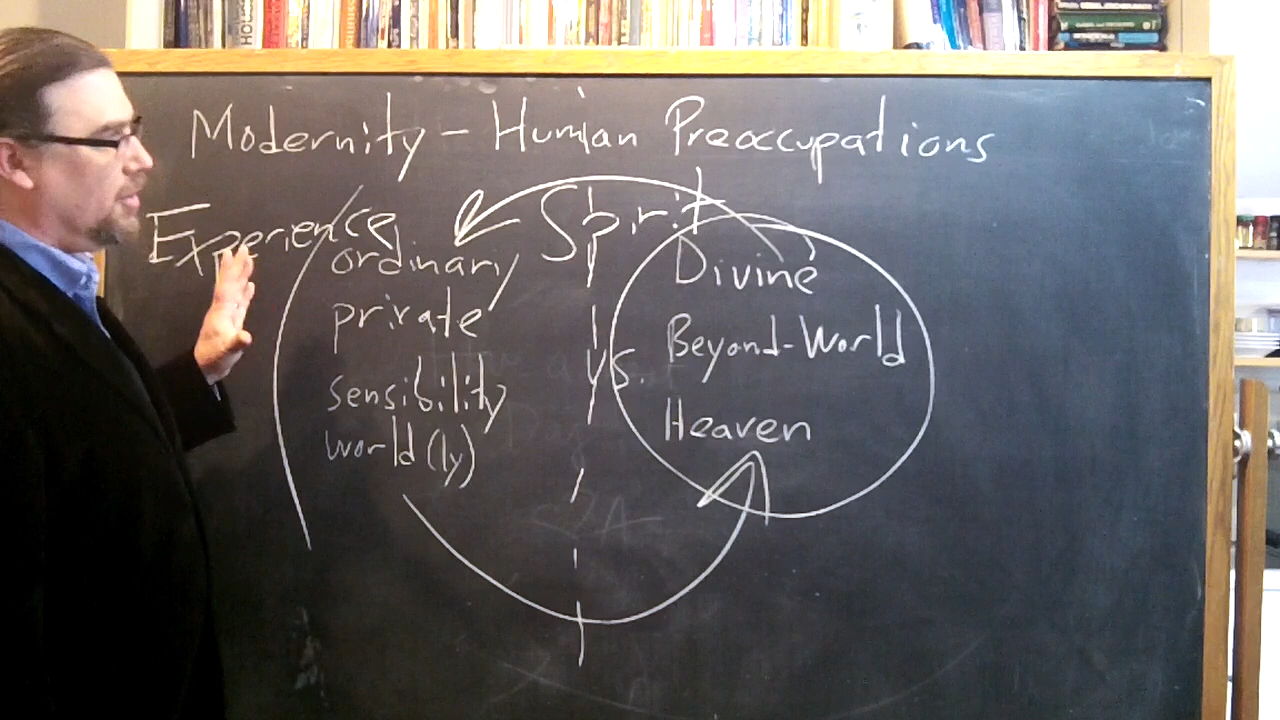 Modernity - Human Preoccupations
Experience
Spirit
ordinary
private
sensibility
world(ly)
vs.
Divine
Beyond-World
Heaven